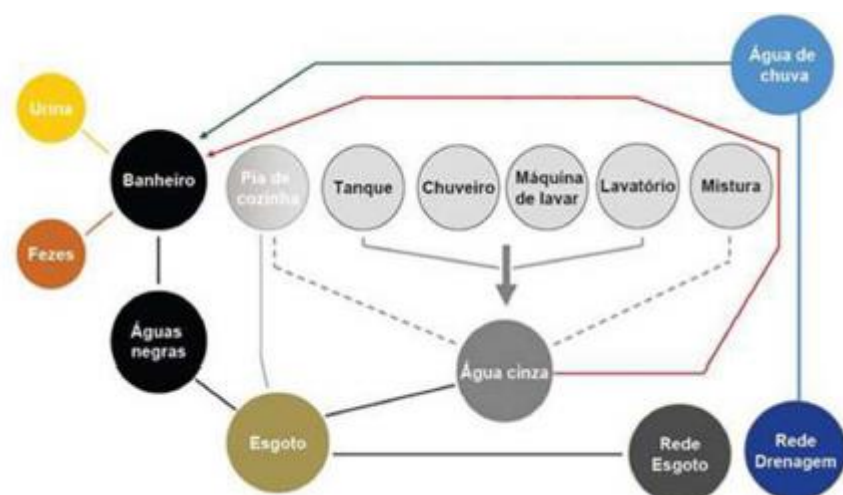 Água de
chuva
Urina
Banheiro
Pia de
cozinha
Tanque
Chuveiro
Máquina
de lavar
Lavatório
Mistura
Fezes
Águas
negras
Água cinza
Esgoto
Rede
Esgoto
Rede
Drenagem